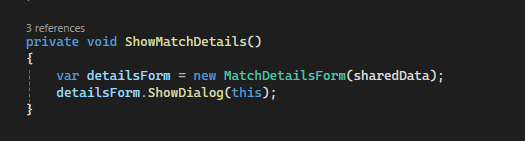 3 references
private void ShowMatchDetails()
{
var detailsForm = new MatchDetailsForm(sharedData);
detailsForm.ShowDialog(this);
}